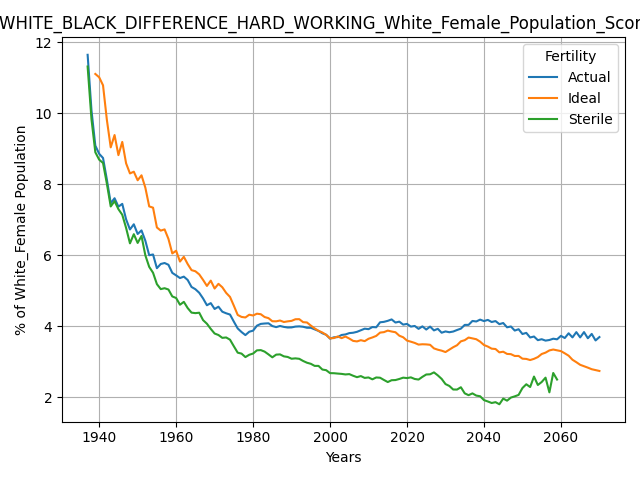 WHITE_BLACK_DIFFERENCE_HARD_WORKING_White_Female_Population_Scor
12
10
8
6
4
2
% of White_Female Population
Fertility
Actual
Ideal
Sterile
1940 1960 1980 2000 2020 2040 2060
Years